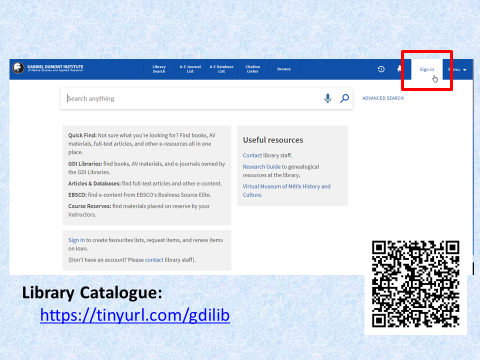 GABRIEL DUMONT INSTITUTE
of Métis Studies and Applied Research
Library Search
A-Z Journal List
A-Z Database List
Citation Linker
Browse
Sign in
Menu
Search anything
ADVANCED SEARCH
Quick Find: Not sure what you're looking for? Find books, AV
materials, full-text articles, and other e-resources all in one
place.
GDI Libraries: find books, AV materials, and e-journals owned by
the GDI Libraries.
Articles & Databases: find full-text articles and other e-content.
EBSCO: find e-content from EBSCO's Business Source Elite.
Course Reserves: find materials placed on reserve by your
instructors.
Useful resources
Contact library staff.
Research Guide to genealogical
resources at the library.
Virtual Museum of Métis History and
Culture.
Sign in to create favourites lists, request items, and renew items
on loan.
(Don't have an account? Please contact library staff).
Library Catalogue:
https://tinyurl.com/gdilib